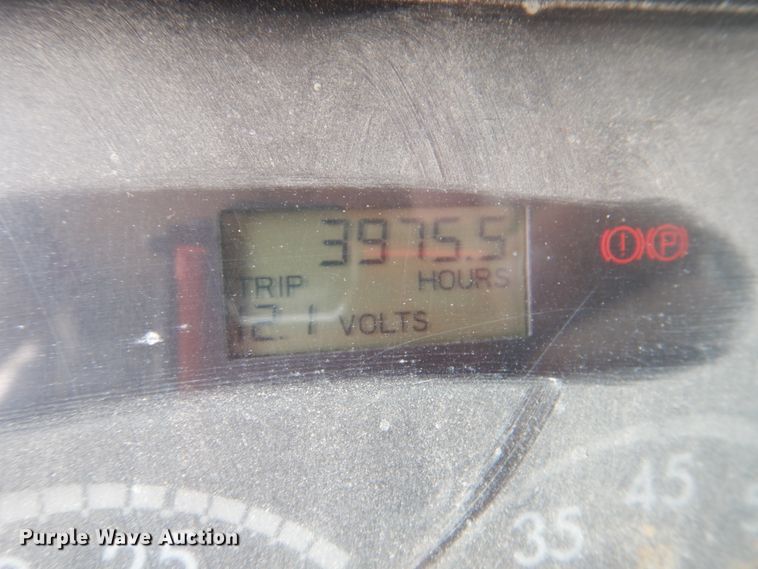 3975.5
TRIP HOURS
12.1 VOLTS
! P
45
35
Purple Wave Auction